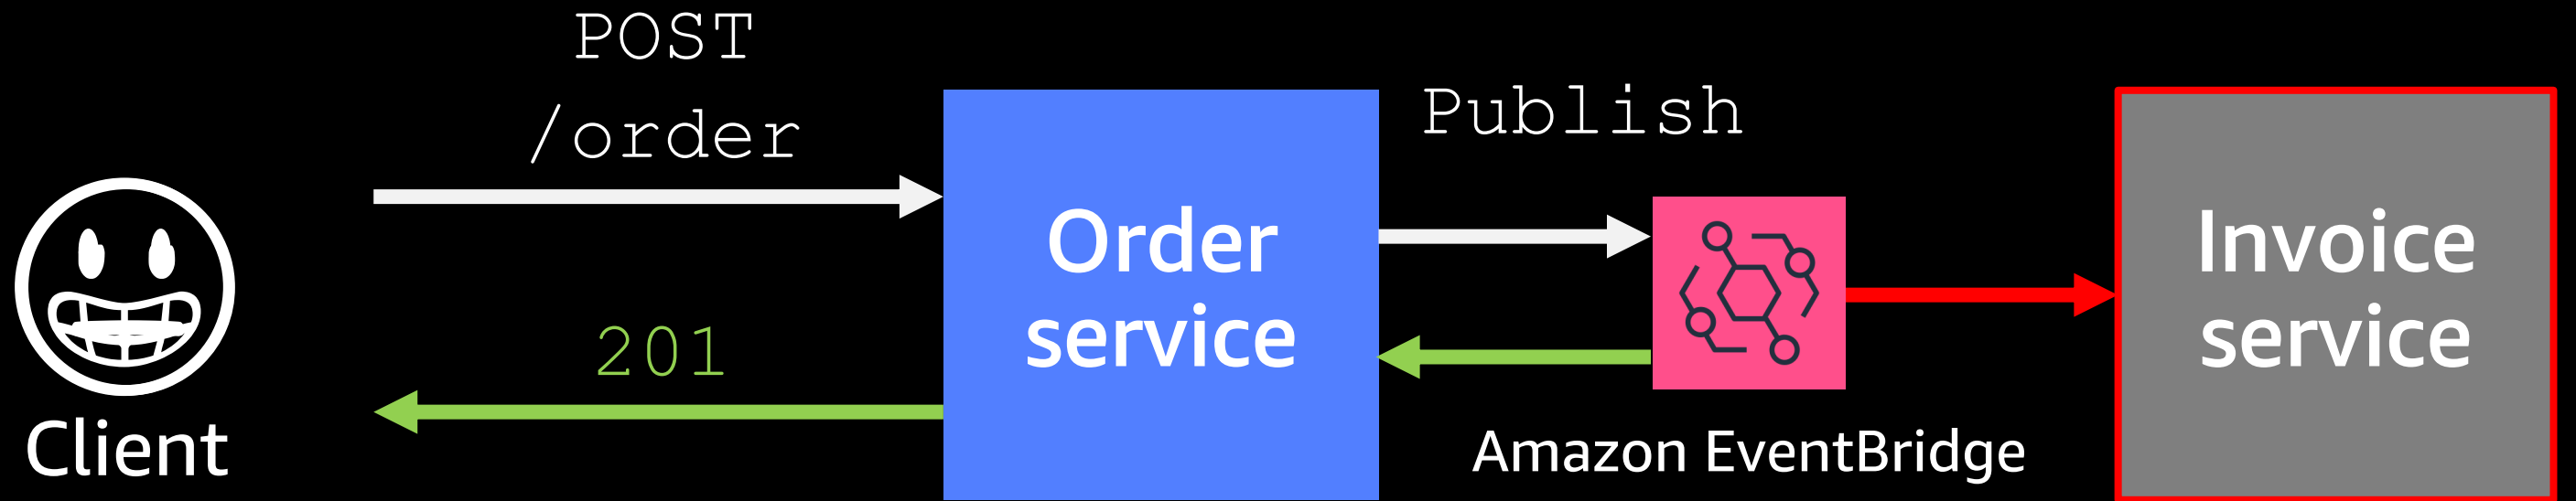 POST
/order
Publish
Order
service
Invoice
service
201
Client
Amazon EventBridge